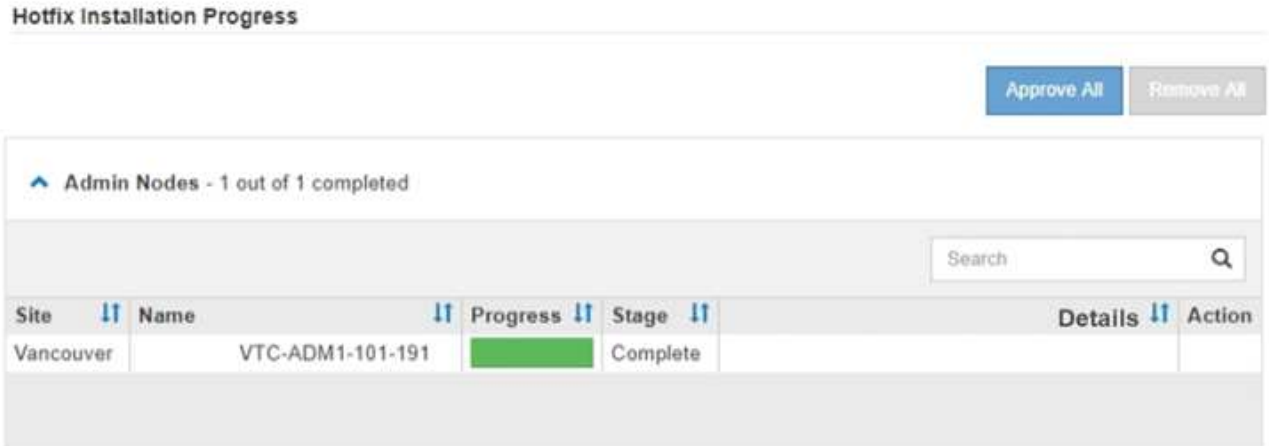 Hotfix Installation Progress
Approve All Remove All
Admin Nodes - 1 out of 1 completed
Search
Site Name Progress Stage Details Action
Vancouver VTC-ADM1-101-191 Complete